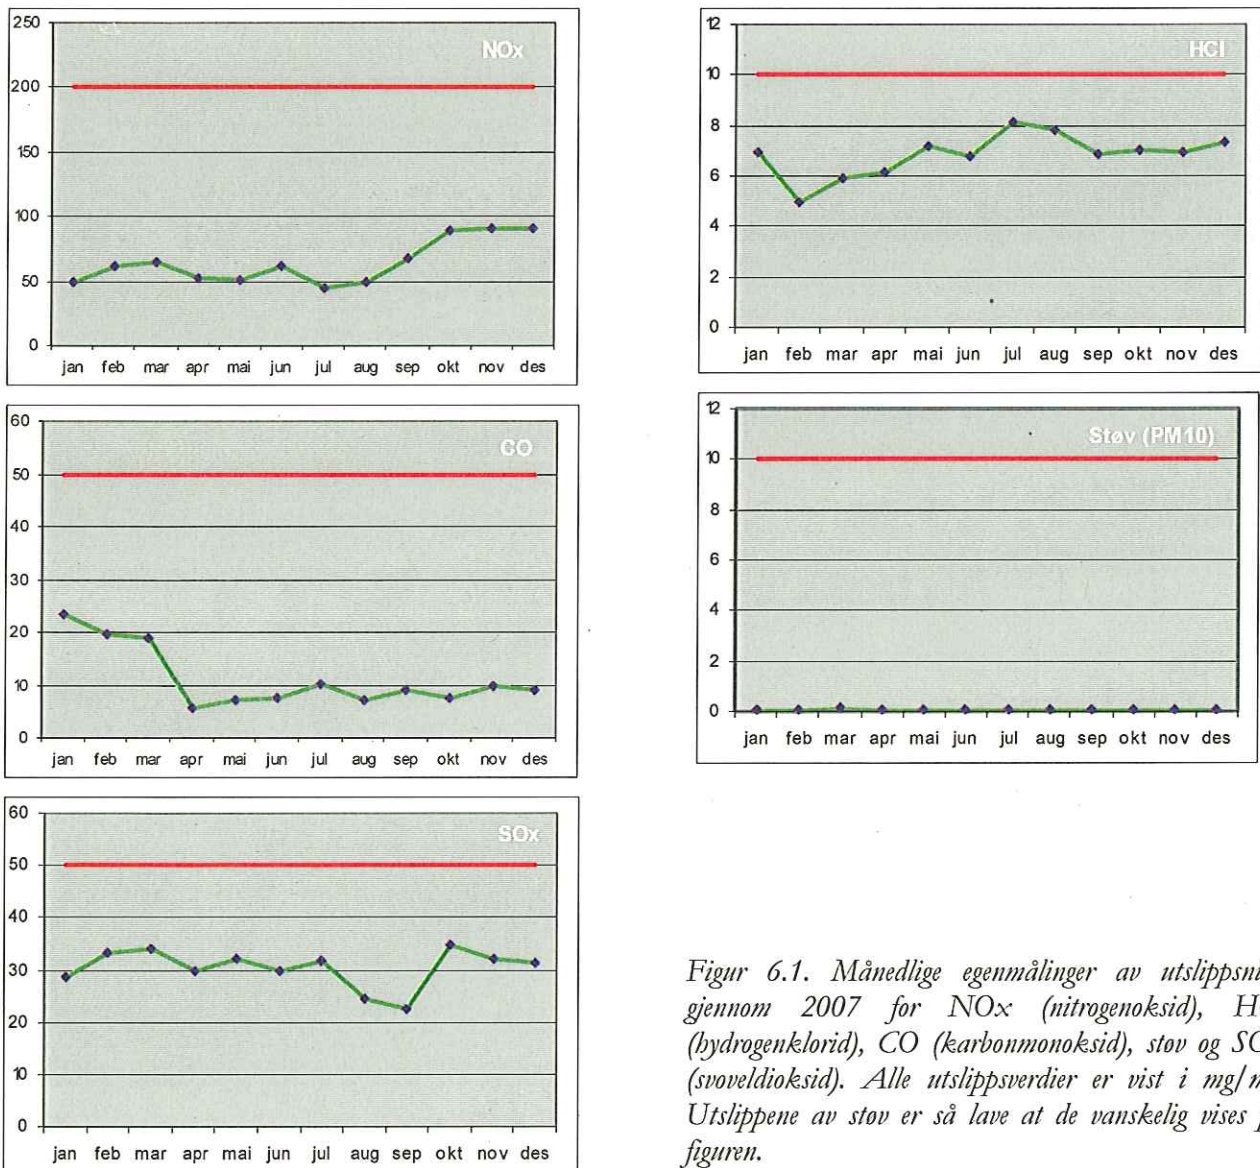 NOx
250
200
150
100
50
0
jan feb mar apr mai jun jul aug sep okt nov des
HCl
12
10
8
6
4
2
0
jan feb mar apr mai jun jul aug sep okt nov des
CO
60
50
40
30
20
10
0
jan feb mar apr mai jun jul aug sep okt nov des
Støv (PM10)
12
10
8
6
4
2
0
jan feb mar apr mai jun jul aug sep okt nov des
SOx
60
50
40
30
20
10
0
jan feb mar apr mai jun jul aug sep okt nov des
Figur 6.1. Månedlige egenmålinger av
gjennom 2007 for NOx (nitrogenoksid),
(hydrogenklorid), CO (karbonmonoksid), støv og
(svoveldioksid). Alle utslippsverdier er vist i
Utslippene av støv er så lave at de vanskelig vises
figuren.